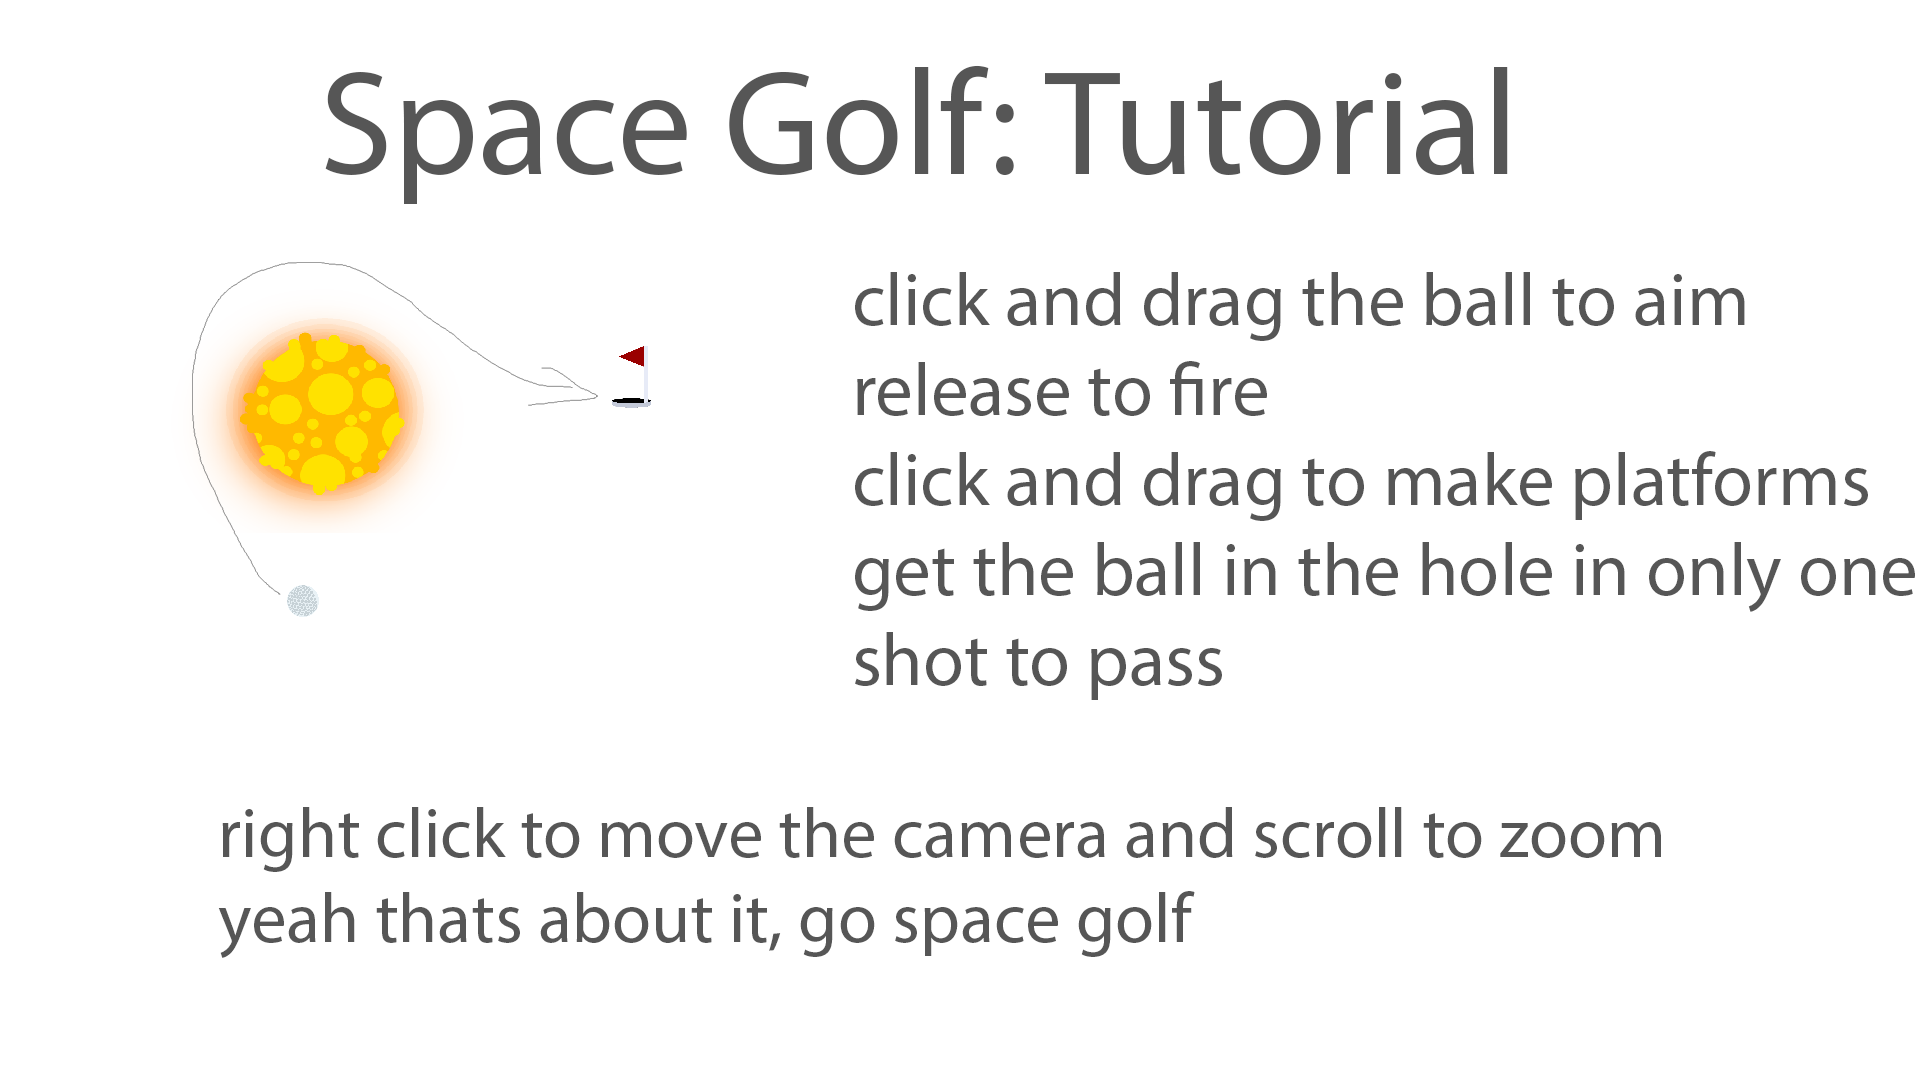 Space Golf: Tutorial
click and drag the ball to aim
release to fire
click and drag to make platforms
get the ball in the hole in only one
shot to pass
right click to move the camera and scroll to zoom
yeah thats about it, go space golf